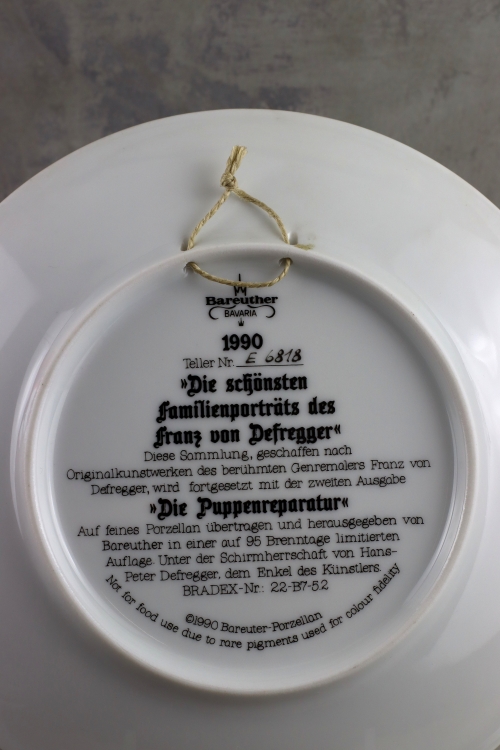 Bareuther
BAVARIA
1990
Teller Nr. E 6818
»Die schönsten
Familienporträts des
Franz von Defregger«
Diese Sammlung, geschaffen nach
Originalkunstwerken des berühmten Genremalers Franz von
Defregger, wird fortgesetzt mit der zweiten Ausgabe
»Die Puppenreparatur«
Auf feines Porzellan übertragen und herausgegeben von
Bareuther in einer auf 95 Brenntage limitierten
Auflage. Unter der Schirmherrschaft von Hans-
Peter Defregger, dem Enkel des Künstlers.
BRADEX-Nr.: 22-B7-5.2
©1990 Bareuter-Porzellan
Not for food use due to rare pigments used for colour fidelity